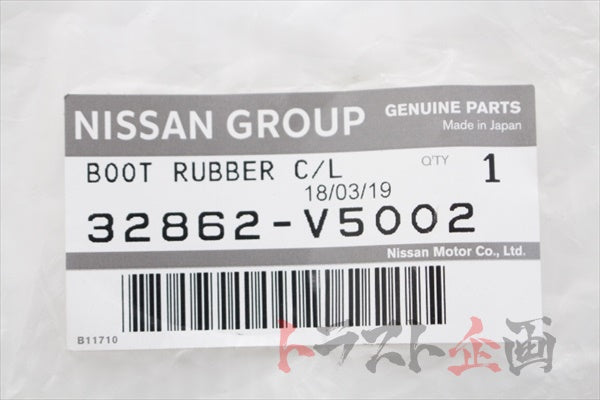 NISSAN GROUP
GENUINE PARTS
Made in Japan
BOOT RUBBER C/L
Q'TY 1
18/03/19
32862-V5002
Nissan Motor Co., Ltd.
B11710
トラスト企画